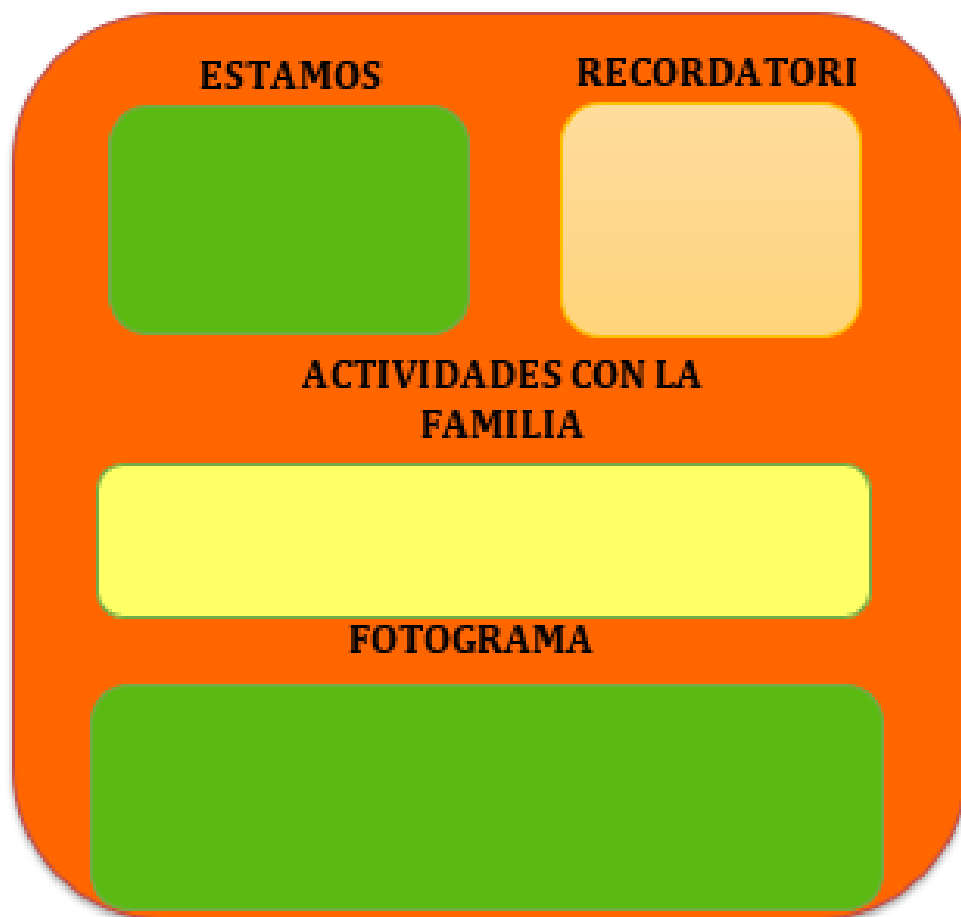 ESTAMOS
RECORDATORI
ACTIVIDADES CON LA
FAMILIA
FOTOGRAMA